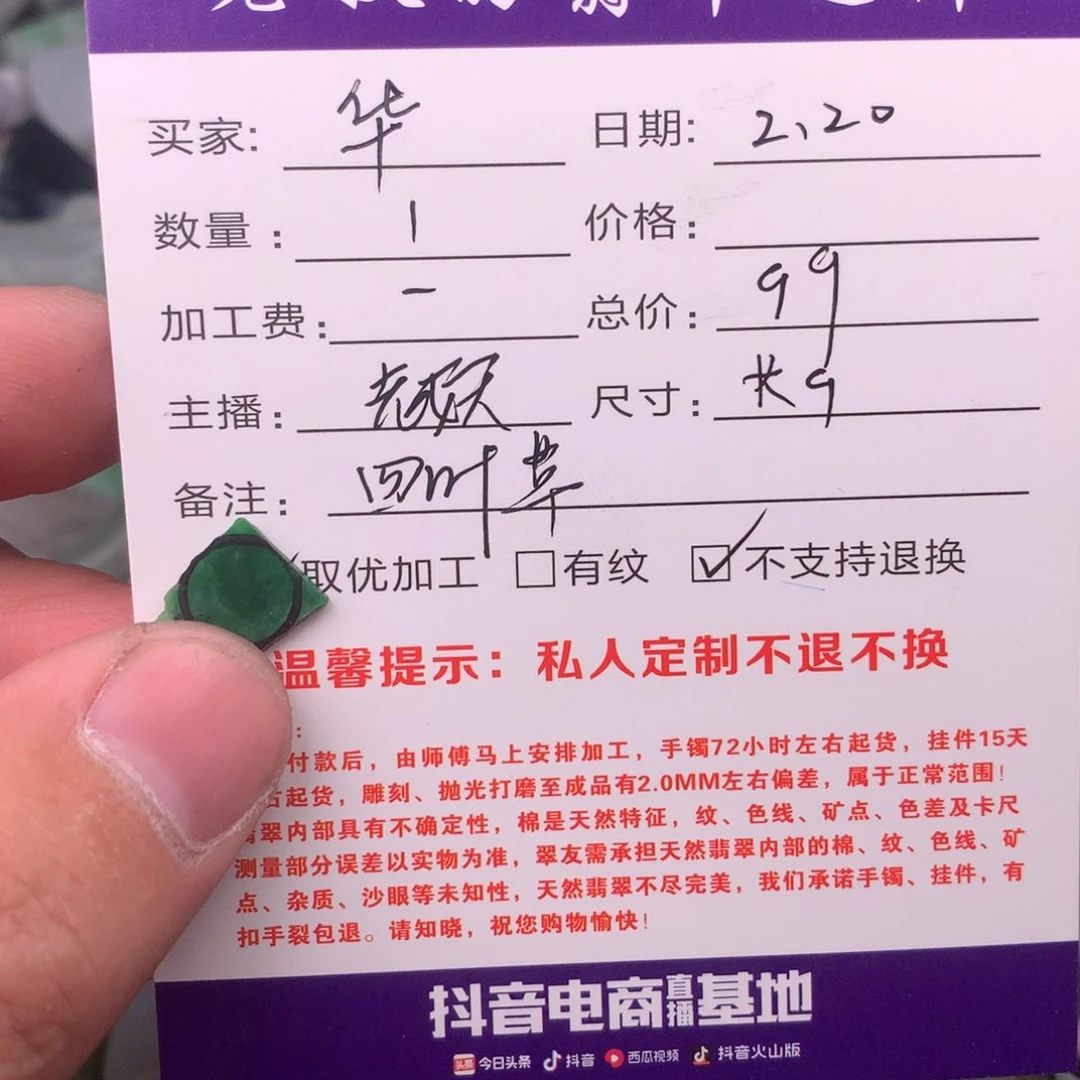 买家: 华 日期: 2、20
数量: 1 价格:
加工费: 一 总价: 99
主播: 尺寸: 长9
备注: 四叶草
取优加工 □有纹 ☑不支持退换
温馨提示：私人定制不退不换
:
付款后，由师傅马上安排加工，手镯72小时左右起货，挂件15天
右起货，雕刻、抛光打磨至成品有2.0MM左右偏差，属于正常范围！
翡翠内部具有不确定性，棉是天然特征，纹、色线、矿点、色差及卡尺
测量部分误差以实物为准，翠友需承担天然翡翠内部的棉、纹、色线、矿
点、杂质、沙眼等未知性，天然翡翠不尽完美，我们承诺手镯、挂件，有
扣手裂包退。请知晓，祝您购物愉快！
抖音电商直播基地
头条 今日头条 抖音 西瓜视频 抖音火山版